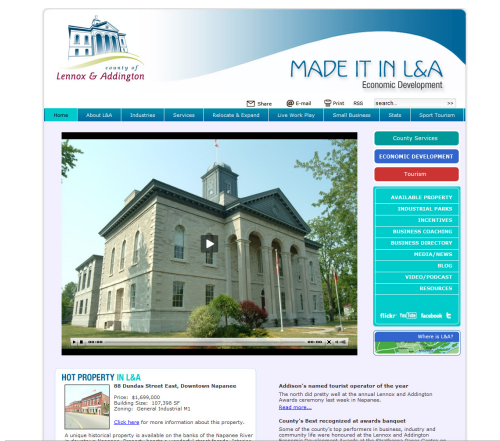 county of
Lennox & Addington
MADE IT IN L&A
Economic Development
Share
@ E-mail
Print
RSS
search...
>>
Home
About L&A
Industries
Services
Relocate & Expand
Live Work Play
Small Business
Stats
Sport Tourism
County Services
ECONOMIC DEVELOPMENT
Tourism
AVAILABLE PROPERTY
INDUSTRIAL PARKS
INCENTIVES
BUSINESS COACHING
BUSINESS DIRECTORY
MEDIA/NEWS
BLOG
VIDEO/PODCAST
RESOURCES
flickr YouTube facebook t
00:00
00:00
Where is L&A?
HOT PROPERTY IN L&A
88 Dundas Street East, Downtown Napanee
Price: $1,699,000
Building Size: 107,398 SF
Zoning: General Industrial M1
Click here for more information about this property.
A unique historical property is available on the banks of the Napanee River
Addison's named tourist operator of the year
The north did pretty well at the annual Lennox and Addington
Awards ceremony last week in Napanee.
Read more...
County's Best recognized at awards banquet
Some of the county's top performers in business, industry and
community life were honoured at the Lennox and Addington